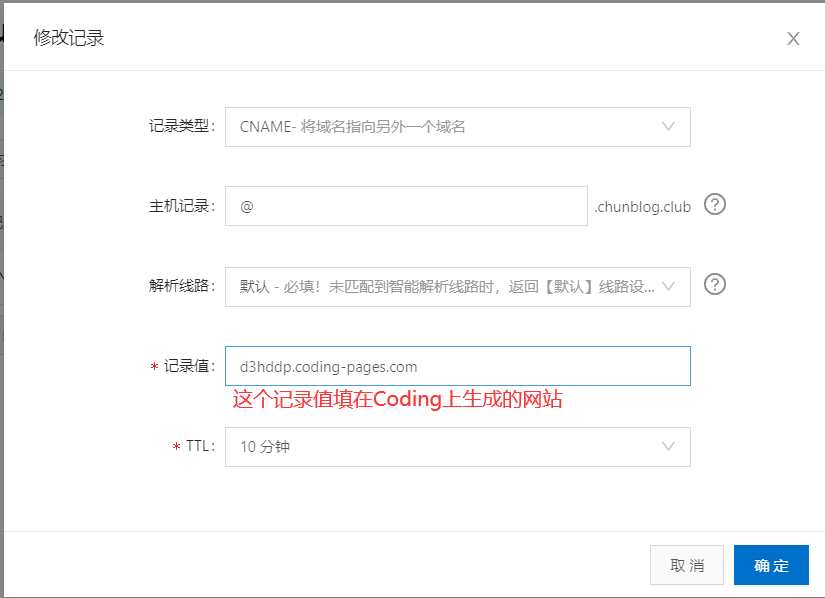 修改记录
记录类型：
CNAME- 将域名指向另外一个域名
主机记录：
@
.chunblog.club
?
解析线路：
默认 - 必填！未匹配到智能解析线路时，返回【默认】线路设...
?
* 记录值：
d3hddp.coding-pages.com
这个记录值填在Coding上生成的网站
* TTL：
10 分钟
取 消
确 定